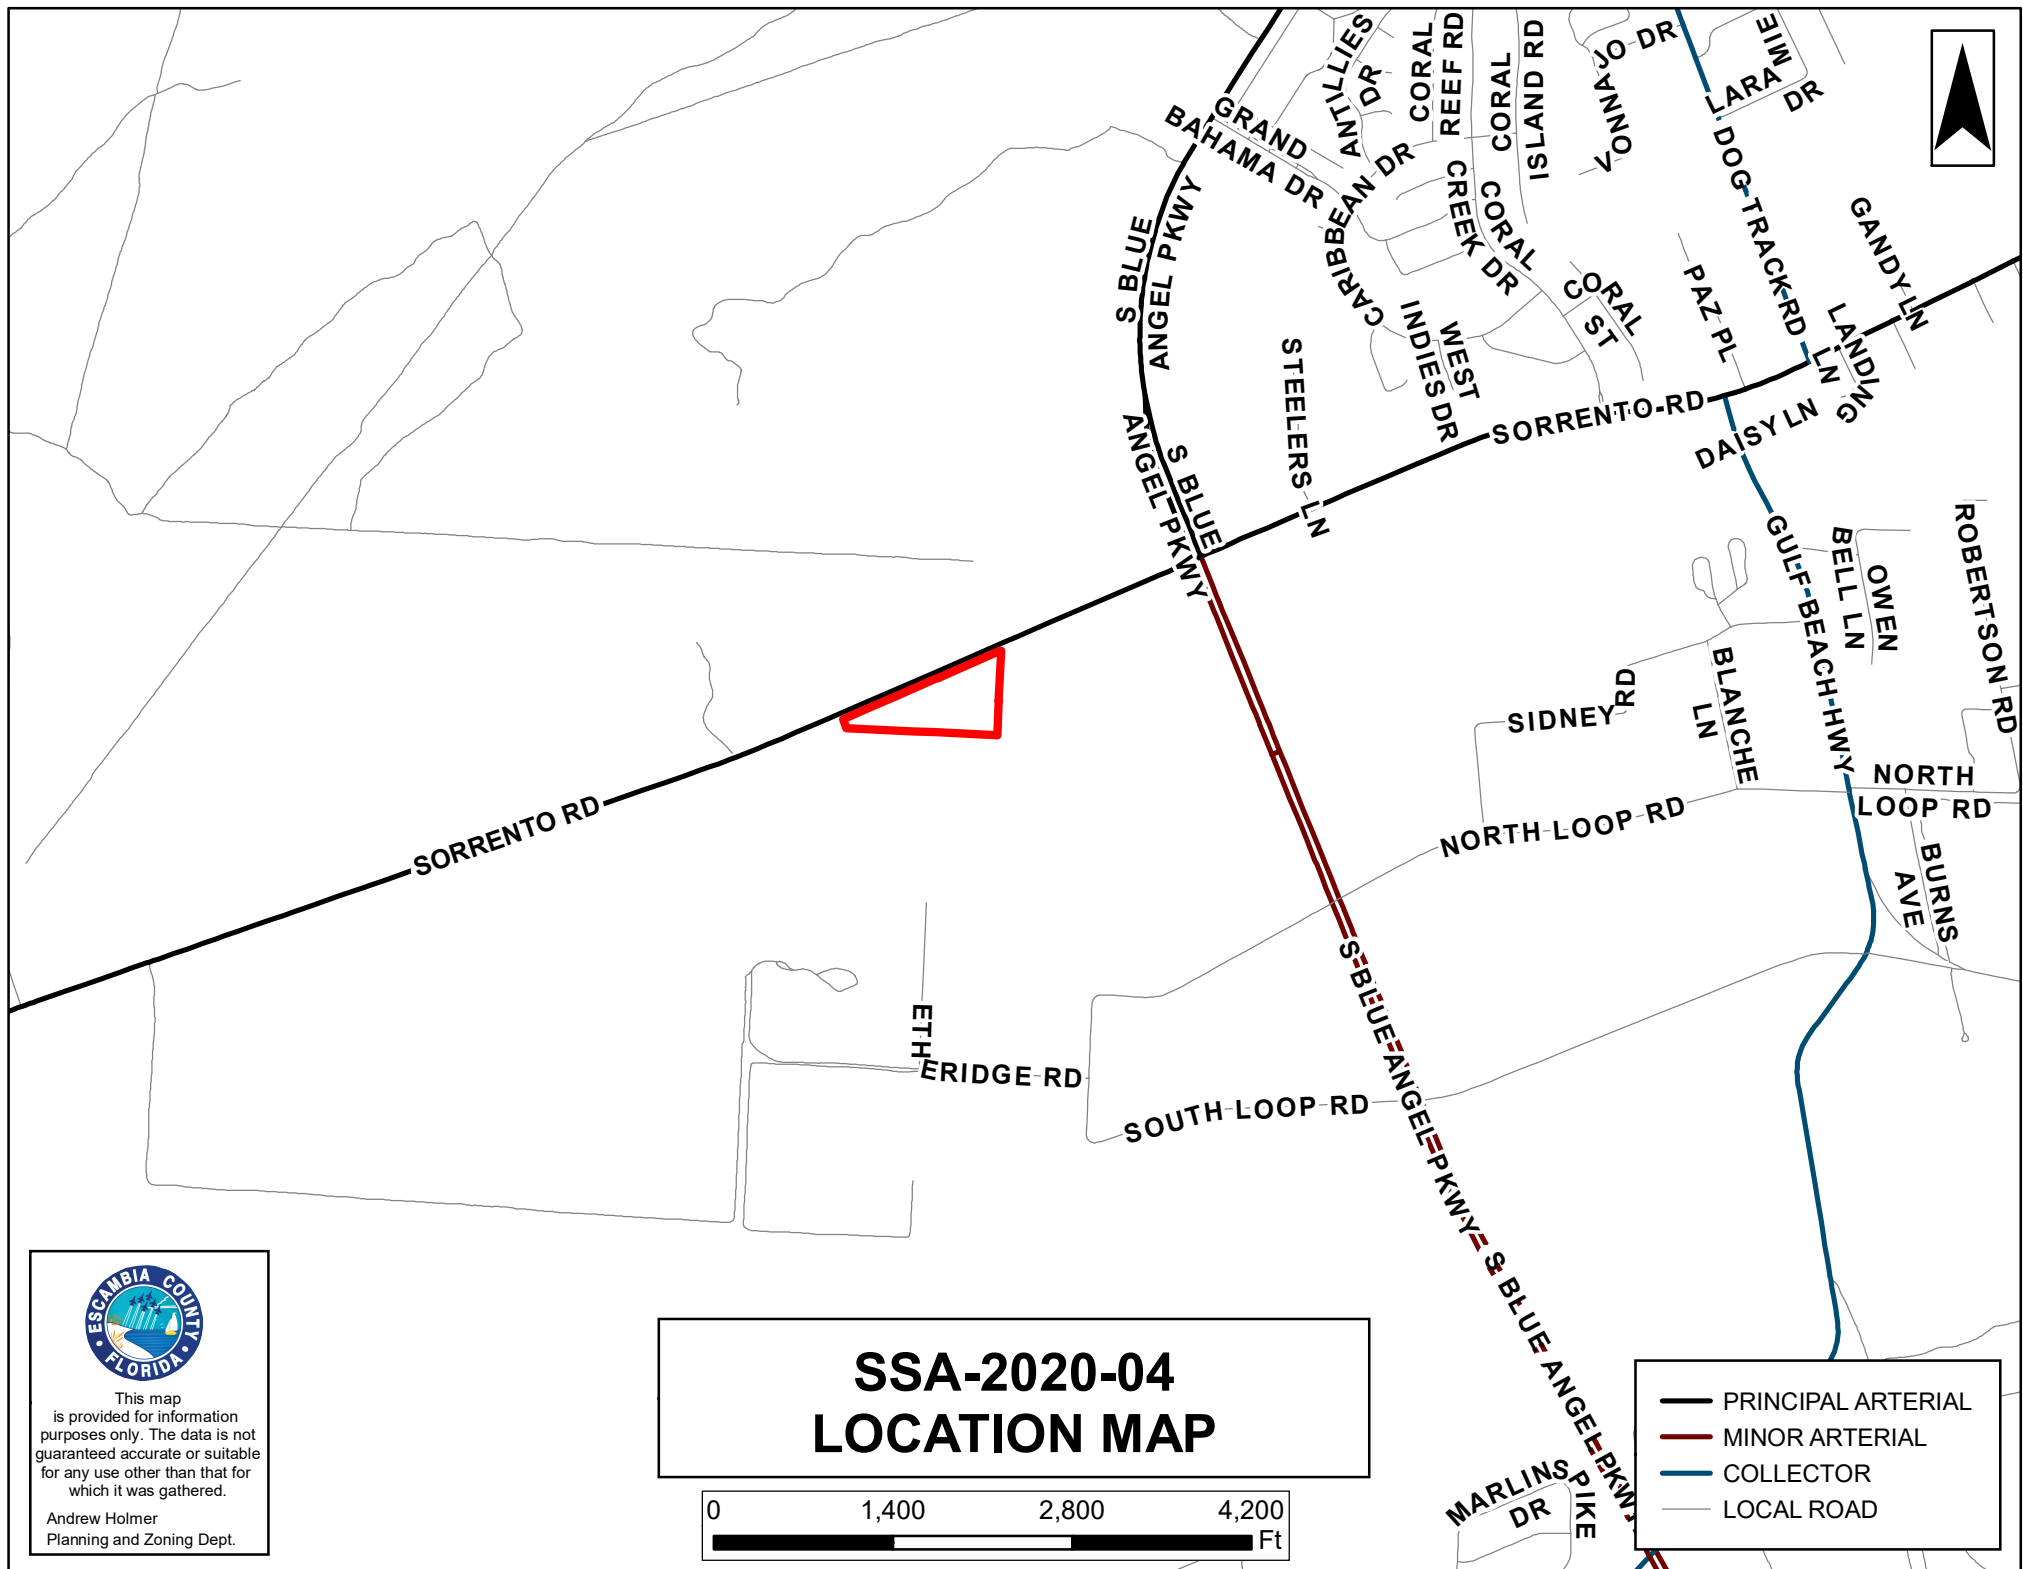 ANTILLIES
DR
CORAL
REEF RD
CORAL
ISLAND RD
VONNA JO DR
LARAMIE
DR
DOG TRACK RD
GRAND
BAHAMA DR
CARIBBEAN DR
CORAL
CREEK DR
CORAL
ST
PAZ PL
GANDY LN
LANDING
LN
S BLUE
ANGEL PKWY
STEELERS LN
WEST
INDIES DR
SORRENTO RD
DAISY LN
S BLUE
ANGEL PKWY
GULF BEACH HWY
BELL LN
OWEN
ROBERTSON RD
SIDNEY RD
BLANCHE
LN
NORTH
LOOP RD
NORTH LOOP RD
BURNS
AVE
SORRENTO RD
ETHERIDGE RD
SOUTH LOOP RD
S BLUE ANGEL PKWY
S BLUE ANGEL PKWY
MARLINS
DR
PIKE
ESCAMBIA COUNTY
FLORIDA
This map
is provided for information
purposes only. The data is not
guaranteed accurate or suitable
for any use other than that for
which it was gathered.
Andrew Holmer
Planning and Zoning Dept.
SSA-2020-04
LOCATION MAP
0 1,400 2,800 4,200
Ft
PRINCIPAL ARTERIAL
MINOR ARTERIAL
COLLECTOR
LOCAL ROAD